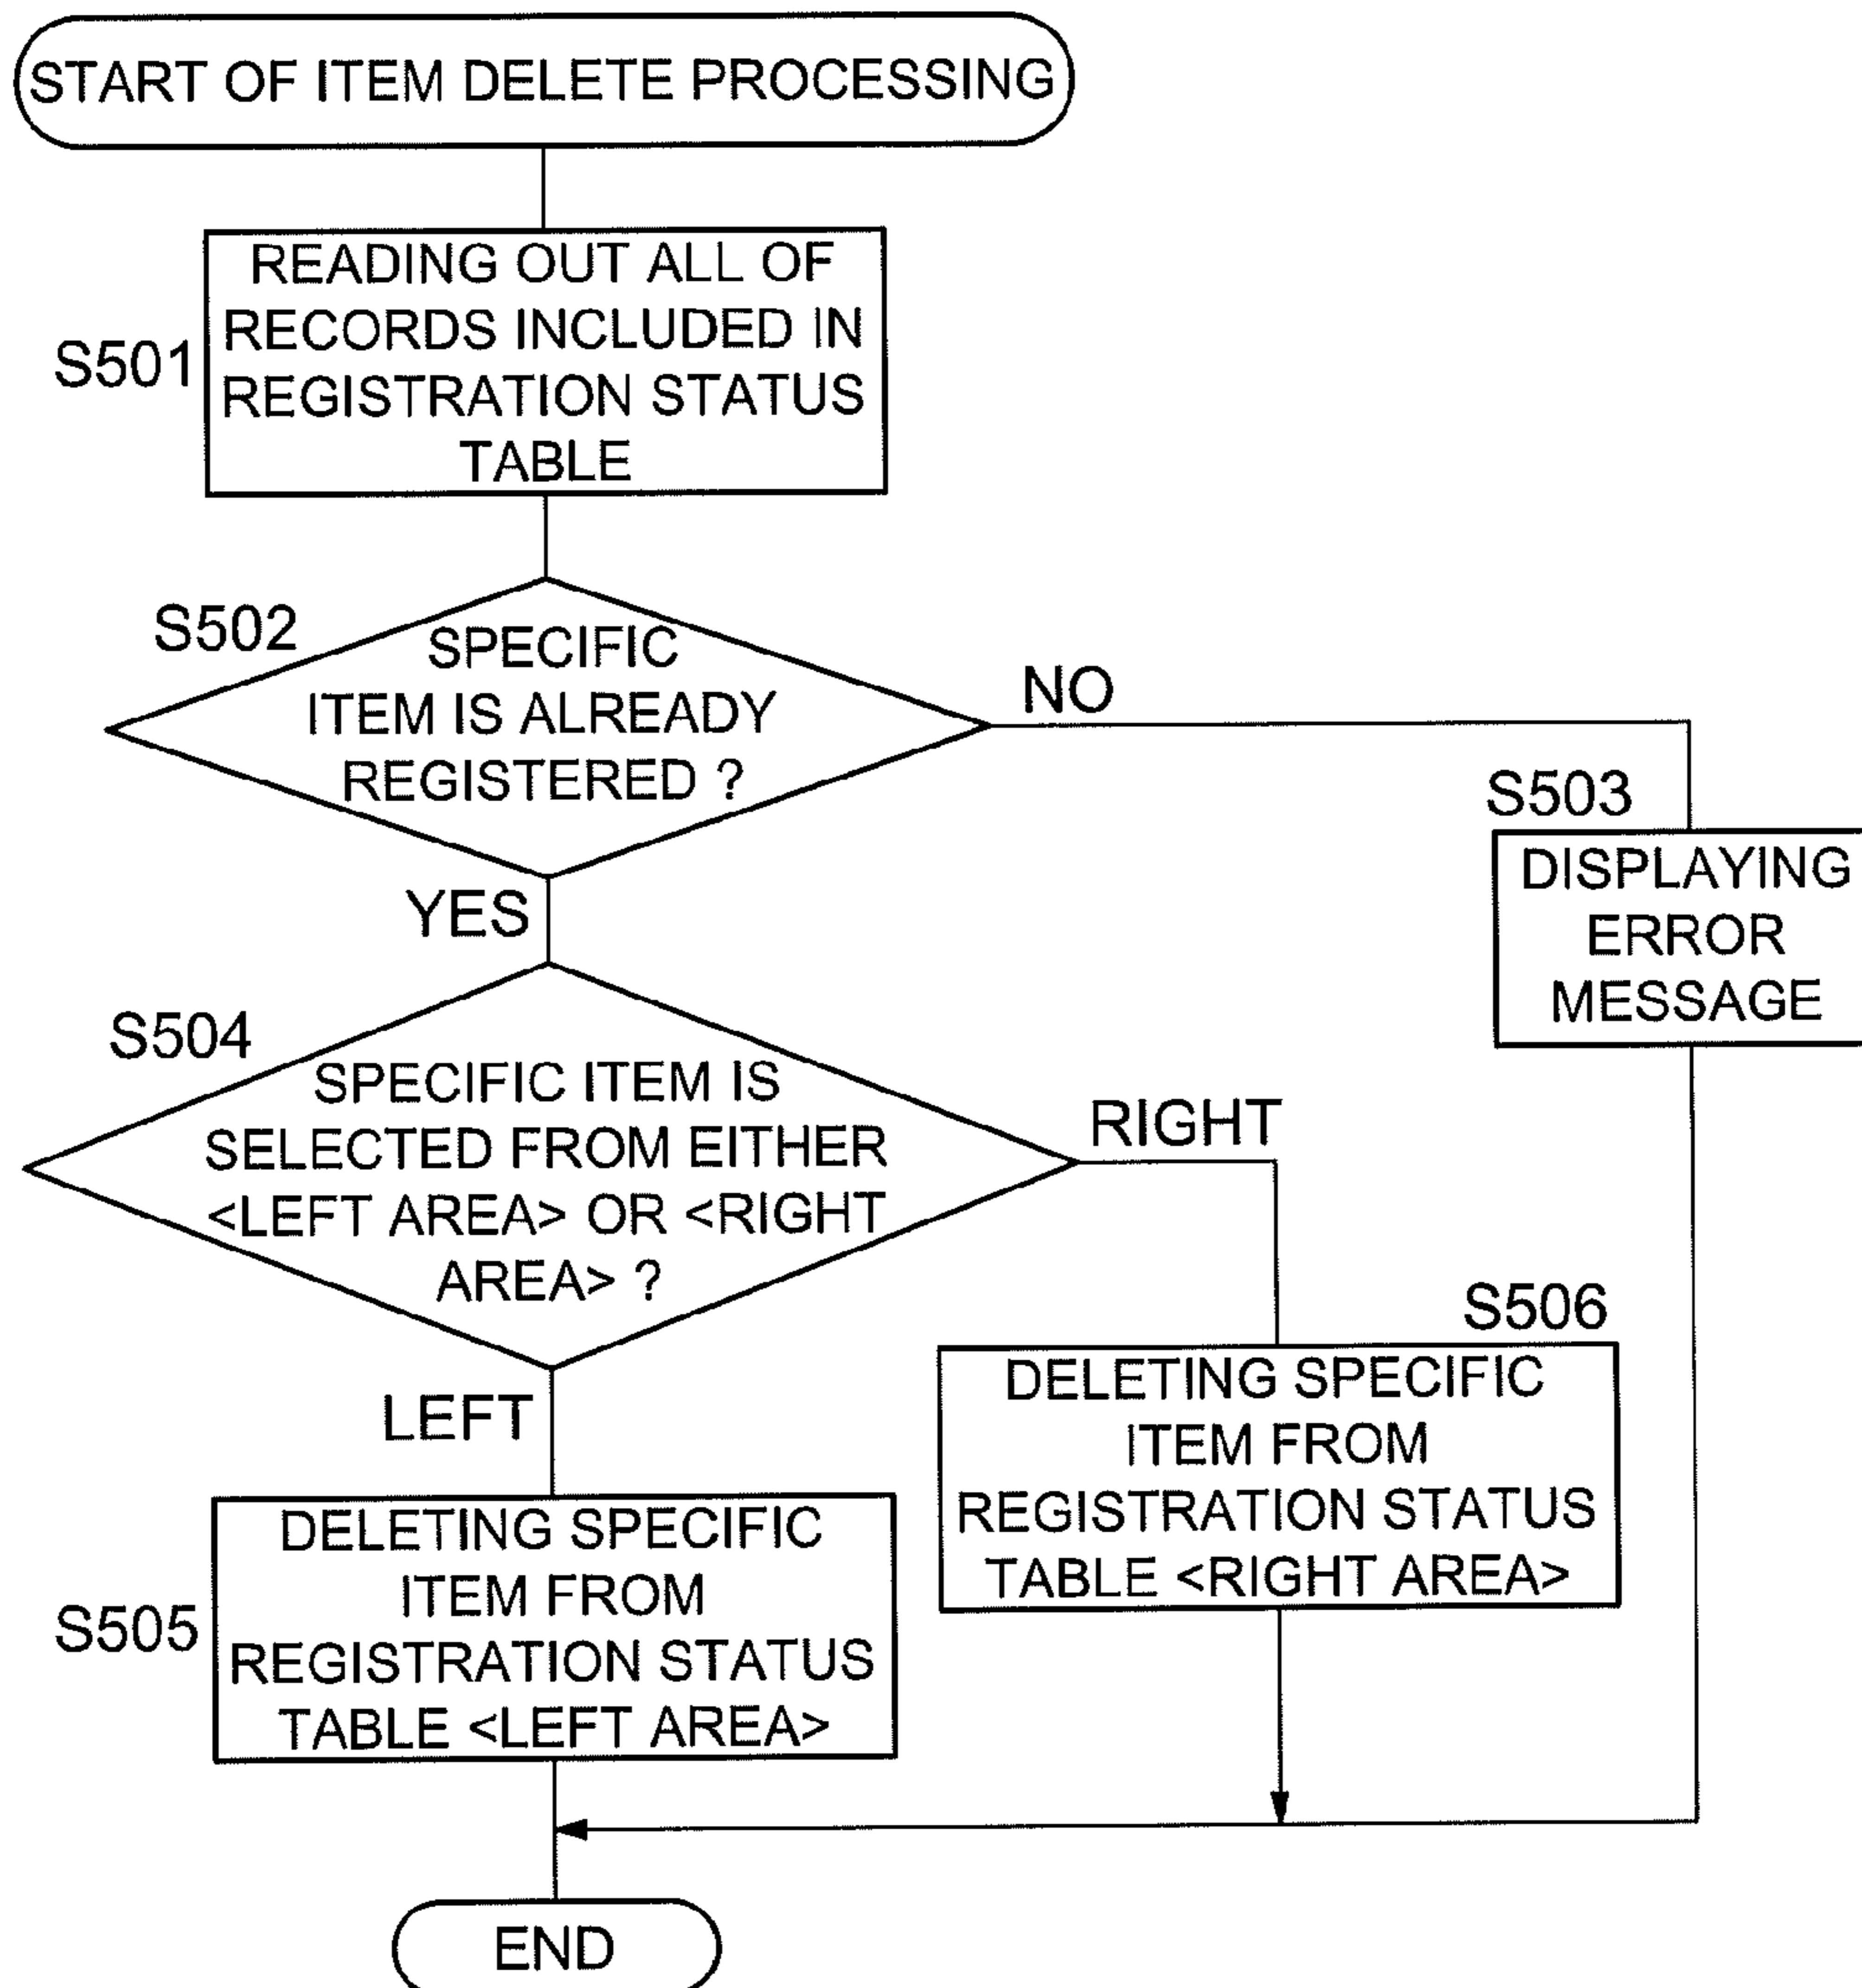 START OF ITEM DELETE PROCESSING
S501
READING OUT ALL OF
RECORDS INCLUDED IN
REGISTRATION STATUS
TABLE
S502
SPECIFIC
ITEM IS ALREADY
REGISTERED ?
NO
YES
S503
DISPLAYING
ERROR
MESSAGE
S504
SPECIFIC ITEM IS
SELECTED FROM EITHER
<LEFT AREA> OR <RIGHT
AREA> ?
RIGHT
LEFT
S506
DELETING SPECIFIC
ITEM FROM
REGISTRATION STATUS
TABLE <RIGHT AREA>
S505
DELETING SPECIFIC
ITEM FROM
REGISTRATION STATUS
TABLE <LEFT AREA>
END